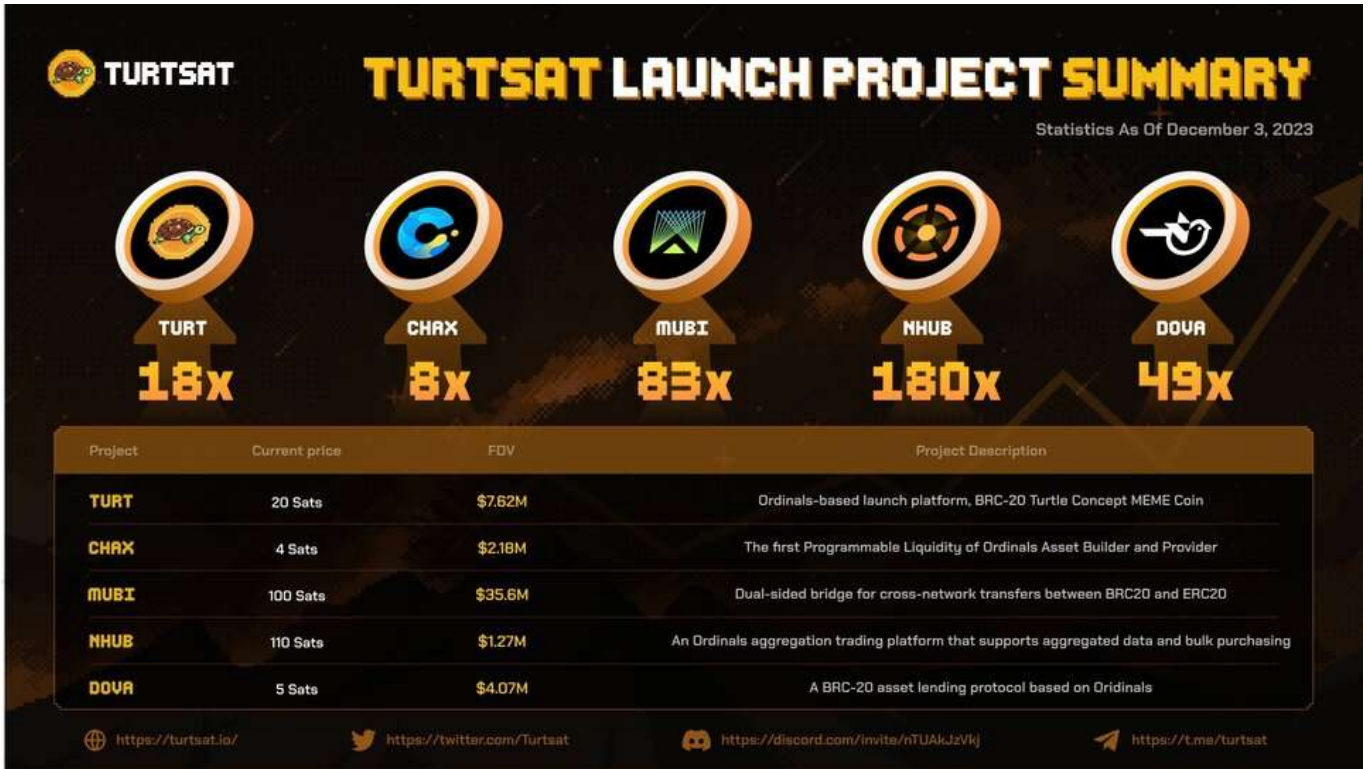 TURTSAT
TURTSAT LAUNCH PROJECT SUMMARY
Statistics As Of December 3, 2023
TURT CHAX MUBI NHUB DOVA
18x 8x 83x 180x 49x
Project Current price FDV Project Description
TURT 20 Sats $7.62M Ordinals-based launch platform, BRC-20 Turtle Concept MEME Coin
CHAX 4 Sats $2.18M The first Programmable Liquidity of Ordinals Asset Builder and Provider
MUBI 100 Sats $35.6M Dual-sided bridge for cross-network transfers between BRC20 and ERC20
NHUB 110 Sats $1.27M An Ordinals aggregation trading platform that supports aggregated data and bulk purchasing
DOVA 5 Sats $4.07M A BRC-20 asset lending protocol based on Oridinals
https://turtsat.io/ https://twitter.com/Turtsat https://discord.com/invite/nTUAkJzVkj https://t.me/turtsat